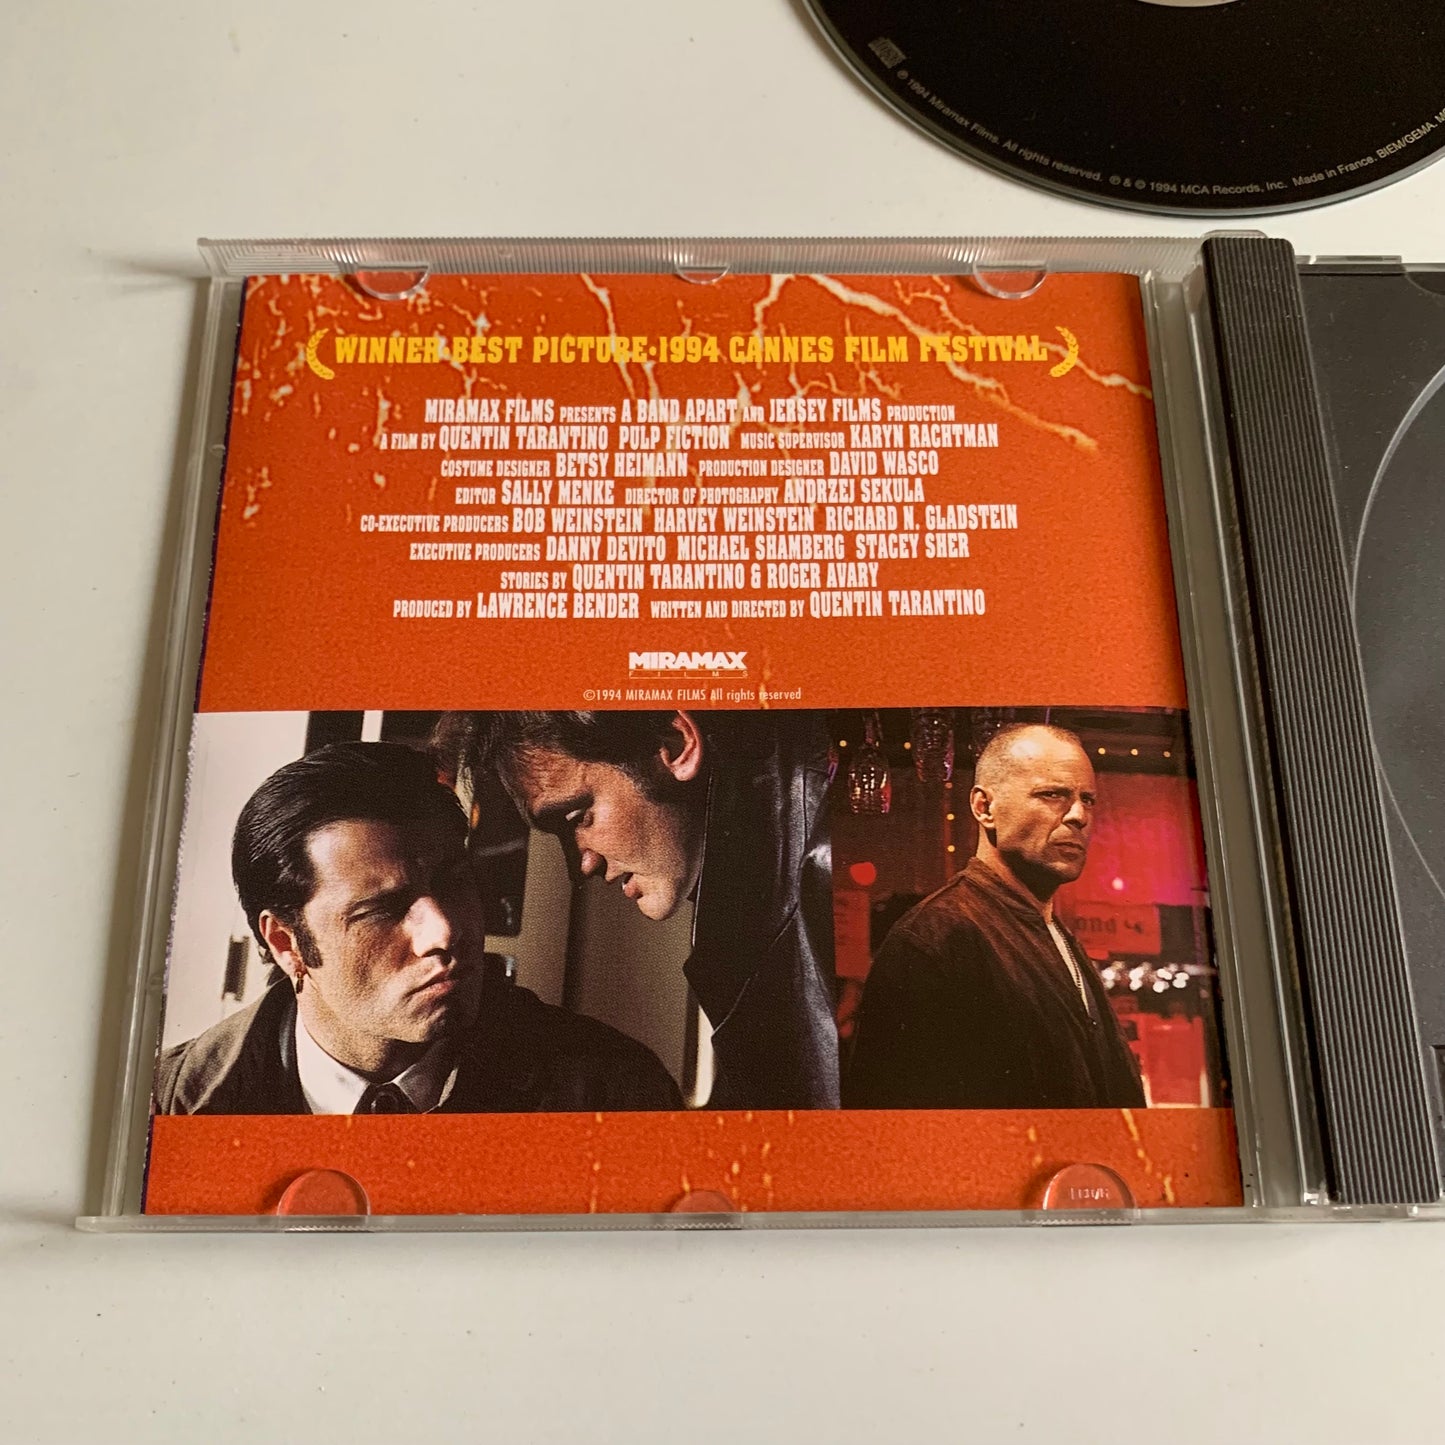 ℗ 1994 Miramax Films. All rights reserved. ℗ & © 1994 MCA Records, Inc. Made in France. BIEM/GEMA.
WINNER·BEST PICTURE·1994 CANNES FILM FESTIVAL
MIRAMAX FILMS PRESENTS A BAND APART AND JERSEY FILMS PRODUCTION
A FILM BY QUENTIN TARANTINO PULP FICTION MUSIC SUPERVISOR KARYN RACHTMAN
COSTUME DESIGNER BETSY HEIMANN PRODUCTION DESIGNER DAVID WASCO
EDITOR SALLY MENKE DIRECTOR OF PHOTOGRAPHY ANDRZEJ SEKULA
CO-EXECUTIVE PRODUCERS BOB WEINSTEIN HARVEY WEINSTEIN RICHARD N. GLADSTEIN
EXECUTIVE PRODUCERS DANNY DEVITO MICHAEL SHAMBERG STACEY SHER
STORIES BY QUENTIN TARANTINO & ROGER AVARY
PRODUCED BY LAWRENCE BENDER WRITTEN AND DIRECTED BY QUENTIN TARANTINO
MIRAMAX
FILMS
©1994 MIRAMAX FILMS All rights reserved